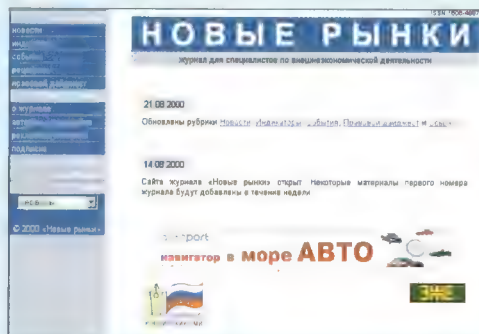 ISSN 1606-4887
НОВЫЕ РЫНКИ
журнал для специалистов по внешнеэкономической деятельности
новости
события
правовой дайджест
о журнале
подписка
© 2000 «Новые рынки»
21.08.2000
Обновлены рубрики Новости, Индикаторы, События, Правовой дайджест и
14.08.2000
Сайта журнала «Новые рынки» открыт. Некоторые материалы первого номера
журнала будут добавлены в течение недели
port
навигатор в море АВТО